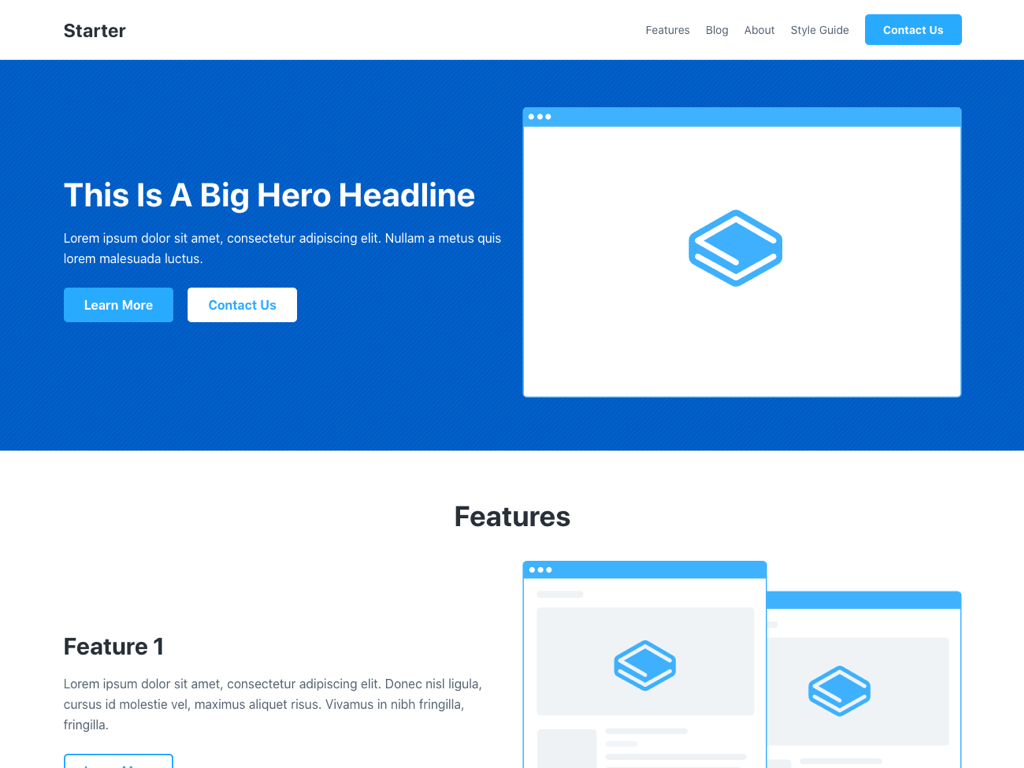 Starter
Features
Blog
About
Style Guide
Contact Us
This Is A Big Hero Headline
Lorem ipsum dolor sit amet, consectetur adipiscing elit. Nullam a metus quis
lorem malesuada luctus.
Learn More
Contact Us
Features
Feature 1
Lorem ipsum dolor sit amet, consectetur adipiscing elit. Donec nisl ligula,
cursus id molestie vel, maximus aliquet risus. Vivamus in nibh fringilla,
fringilla.